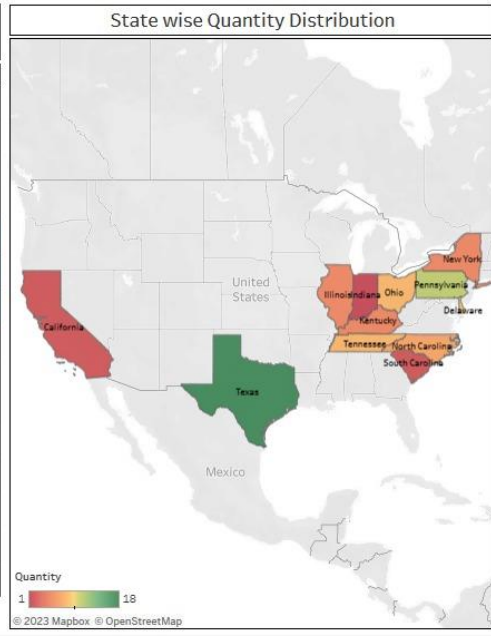 State wise Quantity Distribution
New York
Pennsylvania
Illinois Indiana Ohio
Delaware
United
States
Kentucky
California
Tennessee North Carolina
South Carolina
Texas
Mexico
Quantity
1 18
© 2023 Mapbox © OpenStreetMap